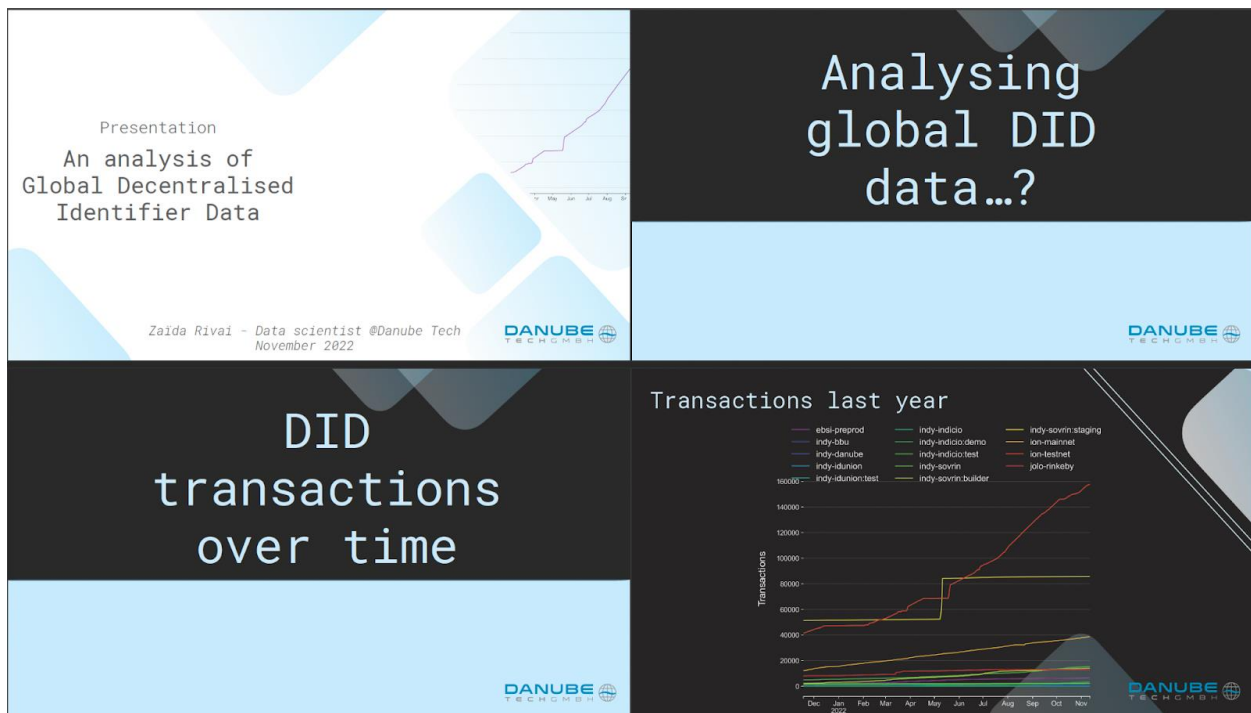 Presentation
An analysis of
Global Decentralised
Identifier Data
Apr May Jun Jul Aug
Zaïda Rivai - Data scientist @Danube Tech
November 2022
DANUBE
TECH GMBH
Analysing
global DID
data…?
DANUBE
TECH GMBH
DID
transactions
over time
DANUBE
TECH GMBH
Transactions last year
ebsi-preprod
indy-bbu
indy-danube
indy-idunion
indy-idunion:test
indy-indicio
indy-indicio:demo
indy-indicio:test
indy-sovrin
indy-sovrin:builder
indy-sovrin:staging
ion-mainnet
ion-testnet
jolo-rinkeby
160000
140000
120000
100000
80000
60000
40000
20000
0
Transactions
Dec Jan Feb Mar Apr May Jun Jul Aug Sep Oct Nov
2022
DANUBE
TECH GMBH